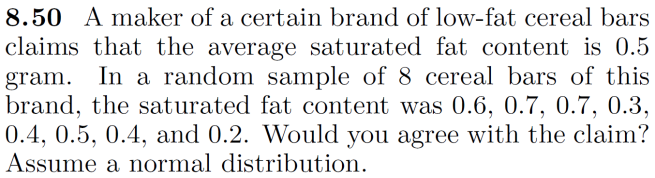 8.50 A maker of a certain brand of low-fat cereal bars
claims that the average saturated fat content is 0.5
gram. In a random sample of 8 cereal bars of this
brand, the saturated fat content was 0.6, 0.7, 0.7, 0.3,
0.4, 0.5, 0.4, and 0.2. Would you agree with the claim?
Assume a normal distribution.